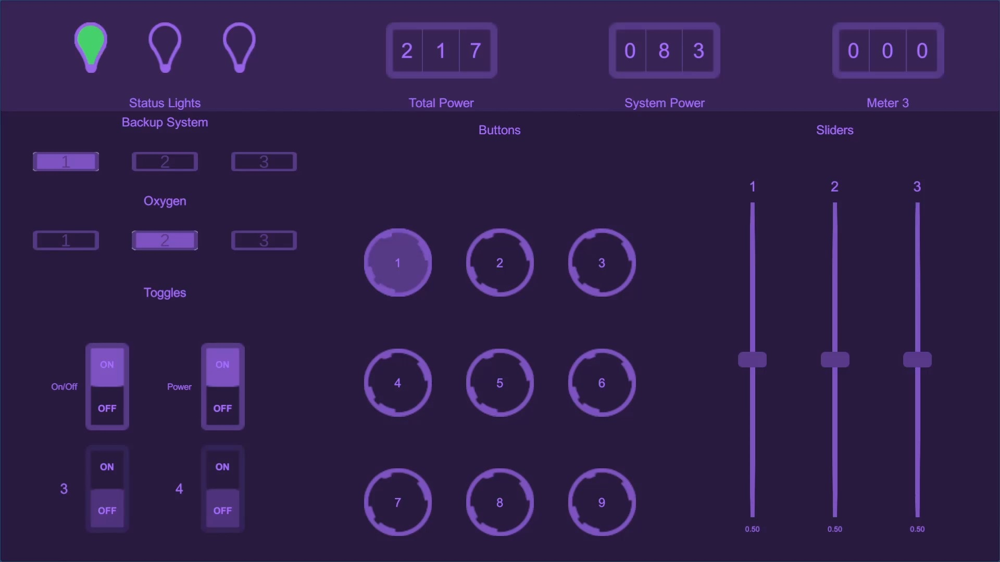 2 1 7
0 8 3
0 0 0
Status Lights
Total Power
System Power
Meter 3
Backup System
Buttons
Sliders
1 2 3
Oxygen
1 2 3
Toggles
On/Off
ON
OFF
Power
ON
OFF
3
ON
OFF
4
ON
OFF
1 2 3
4 5 6
7 8 9
1 2 3
0.50 0.50 0.50